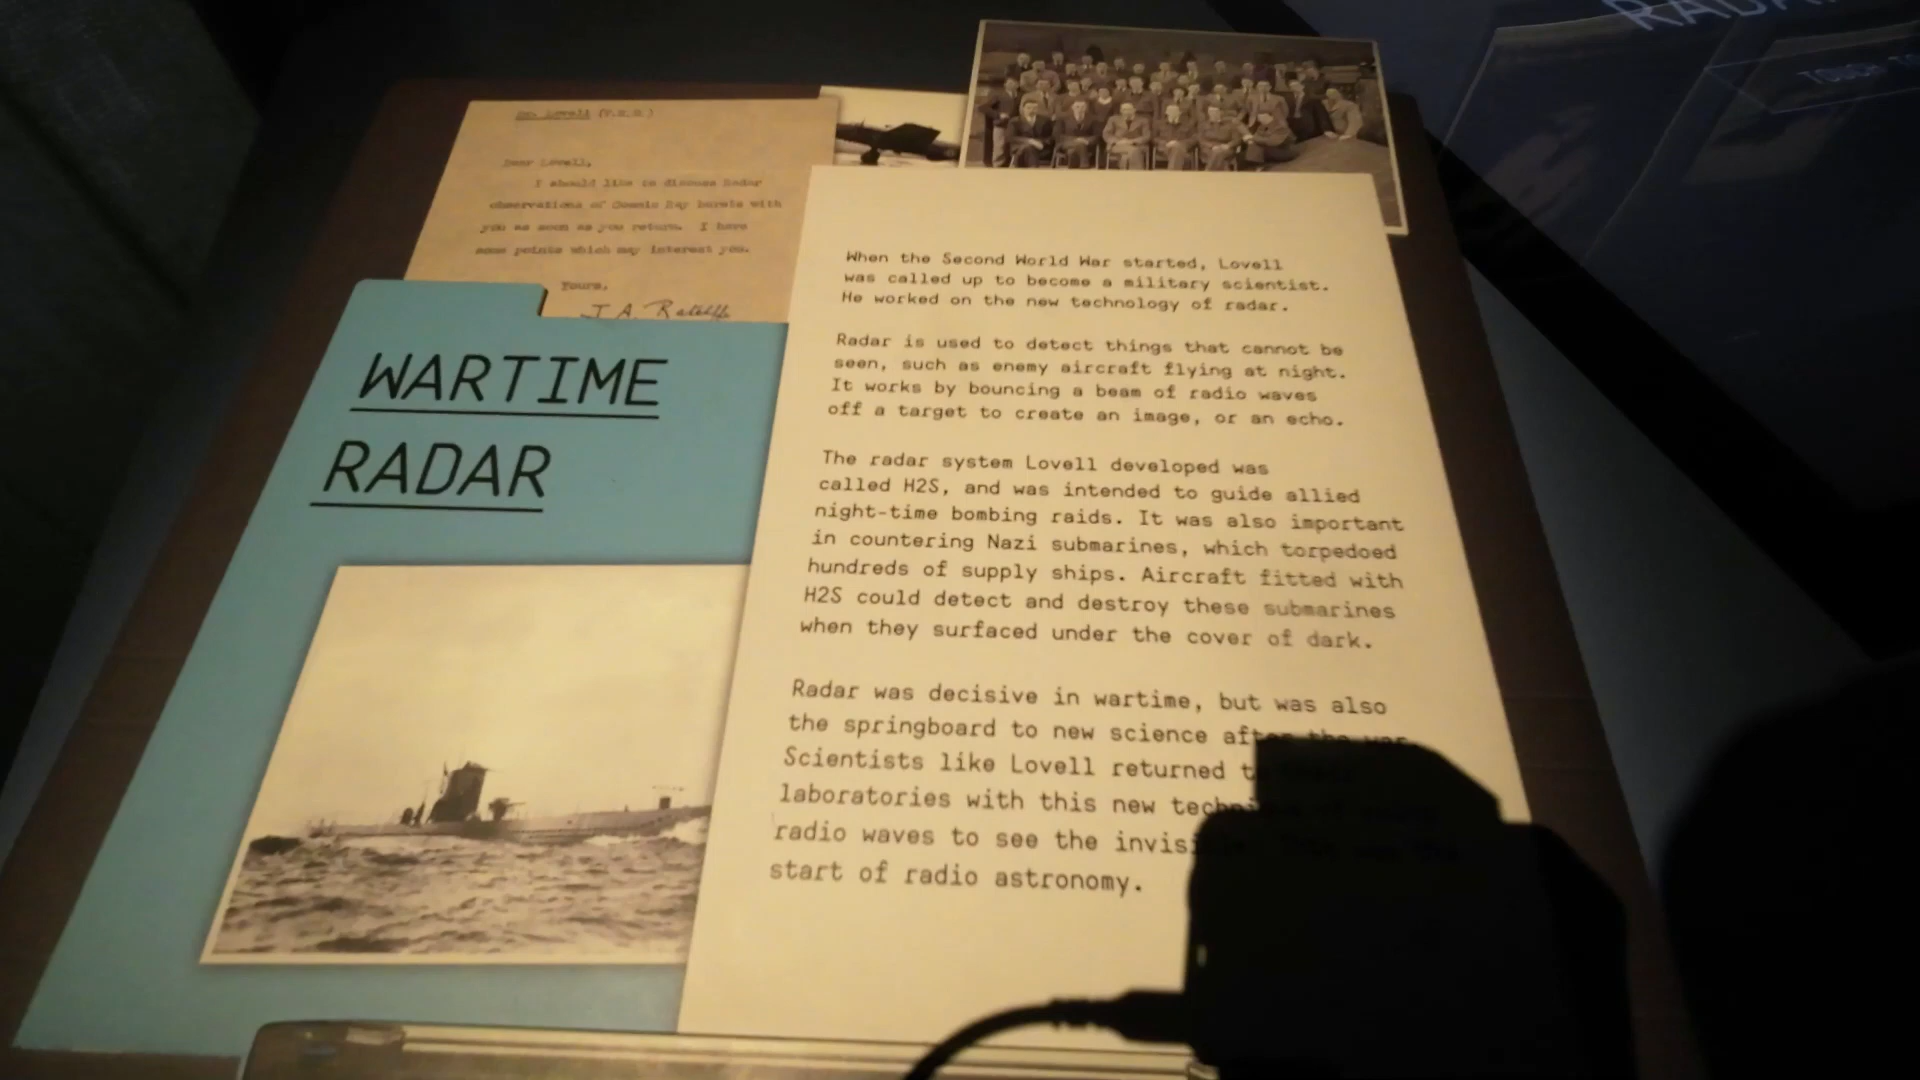 RADAR
Dr. Lovell (T.R.E.)
Dear Lovell,
I should like to discuss Radar
observations of Cosmic Ray bursts with
you as soon as you return. I have
some points which may interest you.
Yours,
J.A. Ratcliffe
WARTIME
RADAR
When the Second World War started, Lovell
was called up to become a military scientist.
He worked on the new technology of radar.
Radar is used to detect things that cannot be
seen, such as enemy aircraft flying at night.
It works by bouncing a beam of radio waves
off a target to create an image, or an echo.
The radar system Lovell developed was
called H2S, and was intended to guide allied
night-time bombing raids. It was also important
in countering Nazi submarines, which torpedoed
hundreds of supply ships. Aircraft fitted with
H2S could detect and destroy these submarines
when they surfaced under the cover of dark.
Radar was decisive in wartime, but was also
the springboard to new science after the war.
Scientists like Lovell returned to
laboratories with this new
radio waves to see the
start of radio astronomy.